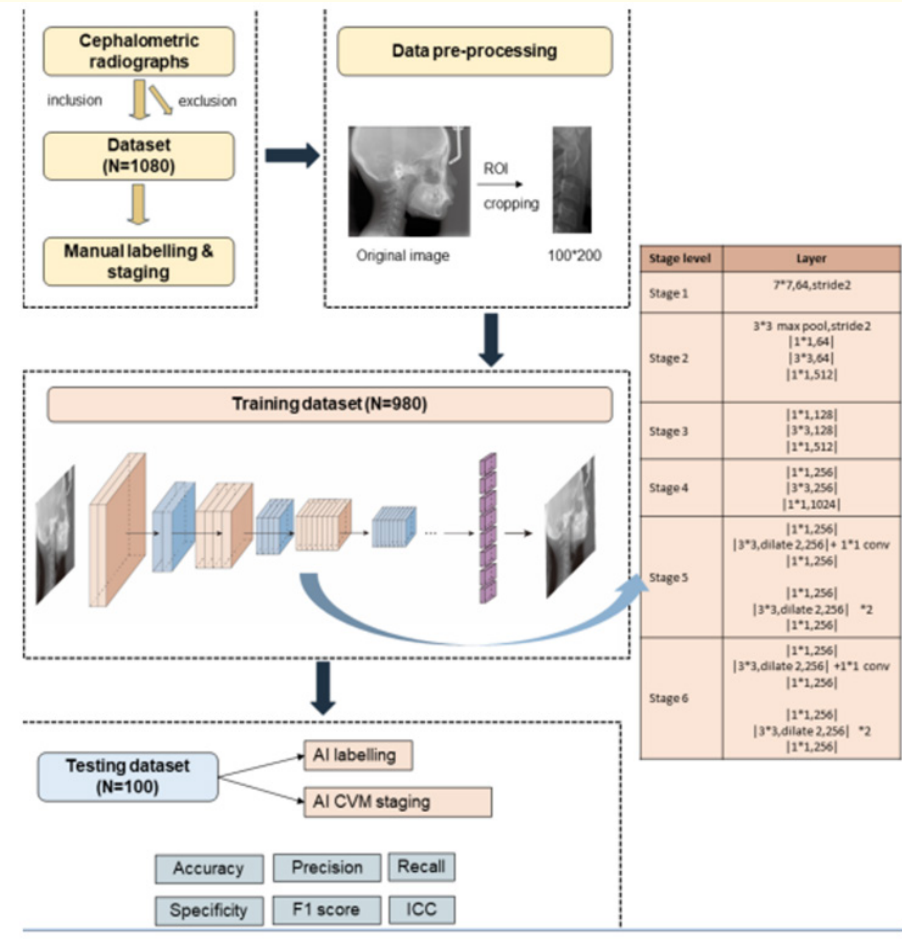 Cephalometric
radiographs
inclusion
exclusion
Dataset
(N=1080)
Manual labelling &
staging
Data pre-processing
ROI
cropping
Original image
100*200
Stage level Layer
Stage 1 7*7,64,stride2
Stage 2
3*3 max pool,stride2
|1*1,64|
|3*3,64|
|1*1,512|
Stage 3
|1*1,128|
|3*3,128|
|1*1,512|
Stage 4
|1*1,256|
|3*3,256|
|1*1,1024|
Stage 5
|1*1,256|
|3*3,dilate 2,256|+ 1*1 conv
|1*1,256|
|1*1,256|
|3*3,dilate 2,256| *2
|1*1,256|
Stage 6
|1*1,256|
|3*3,dilate 2,256| +1*1 conv
|1*1,256|
|1*1,256|
|3*3,dilate 2,256| *2
|1*1,256|
Training dataset (N=980)
...
Testing dataset
(N=100)
AI labelling
AI CVM staging
Accuracy
Precision
Recall
Specificity
F1 score
ICC